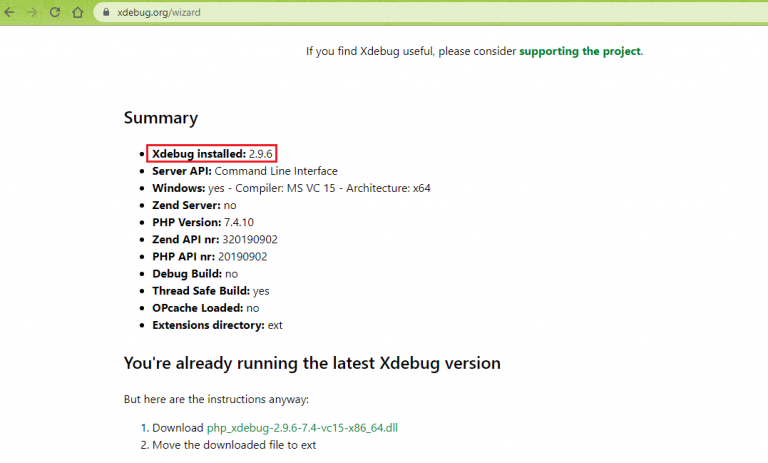 xdebug.org/wizard
If you find Xdebug useful, please consider supporting the project.
Summary
Xdebug installed: 2.9.6
Server API: Command Line Interface
Windows: yes - Compiler: MS VC 15 - Architecture: x64
Zend Server: no
PHP Version: 7.4.10
Zend API nr: 320190902
PHP API nr: 20190902
Debug Build: no
Thread Safe Build: yes
OPcache Loaded: no
Extensions directory: ext
You're already running the latest Xdebug version
But here are the instructions anyway:
1. Download php_xdebug-2.9.6-7.4-vc15-x86_64.dll
2. Move the downloaded file to ext